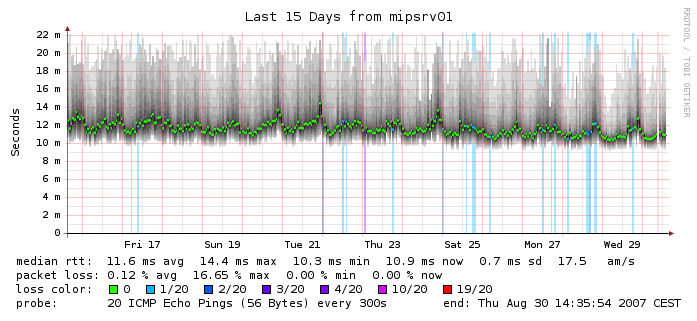 Last 15 Days from mipsrv01
RRDTOOL / TOBI OETIKER
Seconds
22 m
20 m
18 m
16 m
14 m
12 m
10 m
8 m
6 m
4 m
2 m
0
Fri 17 Sun 19 Tue 21 Thu 23 Sat 25 Mon 27 Wed 29
median rtt: 11.6 ms avg 14.4 ms max 10.3 ms min 10.9 ms now 0.7 ms sd 17.5 am/s
packet loss: 0.12 % avg 16.65 % max 0.00 % min 0.00 % now
loss color: 0 1/20 2/20 3/20 4/20 10/20 19/20
probe: 20 ICMP Echo Pings (56 Bytes) every 300s end: Thu Aug 30 14:35:54 2007 CEST